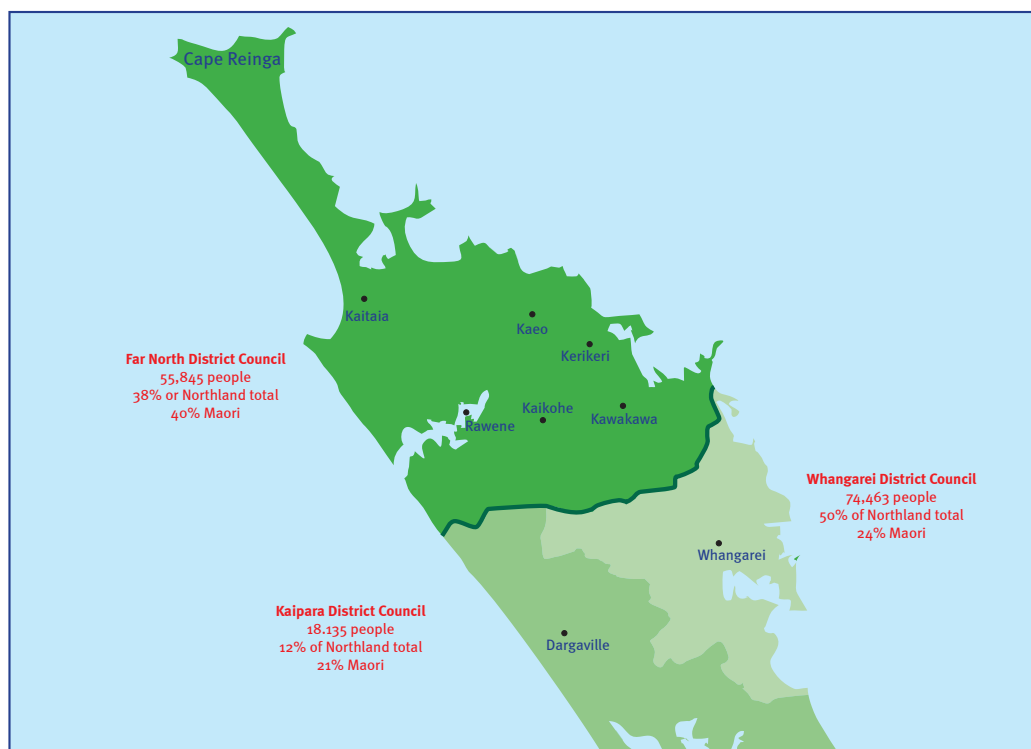 Cape Reinga
Kaitaia
Kaeo
Kerikeri
Far North District Council
55,845 people
38% or Northland total
40% Maori
Rawene
Kaikohe
Kawakawa
Whangarei District Council
74,463 people
50% of Northland total
24% Maori
Whangarei
Kaipara District Council
18.135 people
12% of Northland total
21% Maori
Dargaville